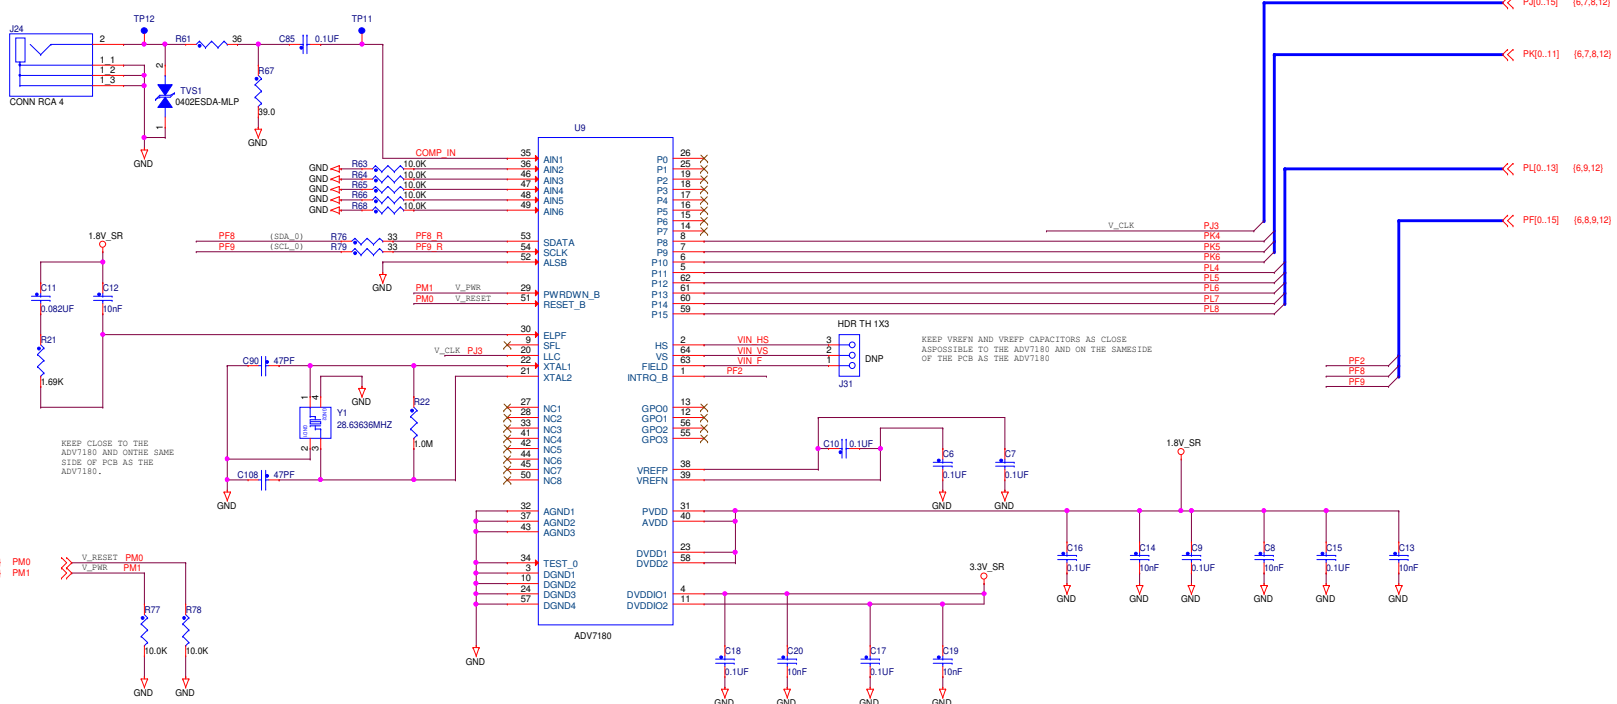 PJ[0..15] {6,7,8,12}
TP12
TP11
J24
2
R61
36
C85
0.1UF
PK[0..11] {6,7,8,12}
1_1
1_2
1_3
2
R67
TVS1
0402ESDA-MLP
CONN RCA 4
39.0
1
GND
GND
U9
COMP_IN
35
AIN1
P0
26
GND
R63
10.0K
36
AIN2
P1
25
PL[0..13] {6,9,12}
GND
R64
10.0K
46
AIN3
P2
19
GND
R65
10.0K
47
AIN4
P3
18
GND
R66
10.0K
48
AIN5
P4
17
GND
R68
10.0K
49
AIN6
P5
16
P6
15
PF[0..15] {6,8,9,12}
P7
14
V_CLK
PJ3
1.8V_SR
PF8
(SDA_0)
R76
33
PF8_R
53
SDATA
P8
8
PK4
PF9
(SCL_0)
R79
33
PF9_R
54
SCLK
P9
7
PK5
52
ALSB
P10
6
PK6
P11
5
PL4
GND
P12
62
PL5
C11
0.082UF
C12
10nF
PM1
V_PWR
29
PWRDWN_B
P13
61
PL6
PM0
V_RESET
51
RESET_B
P14
60
PL7
P15
59
PL8
HDR TH 1X3
30
ELPF
R21
1.69K
9
SFL
HS
2
VIN_HS
3
V_CLK
PJ3
20
LLC
VS
64
VIN_VS
2
DNP
C90
47PF
22
XTAL1
FIELD
63
VIN_F
1
21
XTAL2
INTRQ_B
1
PF2
J31
KEEP VREFN AND VREFP CAPACITORS AS CLOSE
ASPOSSIBLE TO THE ADV7180 AND ON THE SAMESIDE
OF THE PCB AS THE ADV7180
PF2
PF8
PF9
1
4
GND
Y1
28.63636MHZ
2
3
R22
1.0M
27
NC1
28
NC2
33
NC3
41
NC4
42
NC5
44
NC6
45
NC7
50
NC8
GPO0
13
GPO1
12
GPO2
56
GPO3
55
KEEP CLOSE TO THE
ADV7180 AND ONTHE SAME
SIDE OF PCB AS THE
ADV7180.
C108
47PF
GND
C10
0.1UF
C6
0.1UF
C7
0.1UF
VREFP
38
VREFN
39
GND
GND
1.8V_SR
32
AGND1
37
AGND2
43
AGND3
PVDD
31
AVDD
40
DVDD1
23
DVDD2
58
C16
0.1UF
C14
10nF
C9
0.1UF
C8
10nF
C15
0.1UF
C13
10nF
GND
GND
GND
GND
GND
GND
34
TEST_0
3
DGND1
10
DGND2
24
DGND3
57
DGND4
3.3V_SR
DVDDIO1
4
DVDDIO2
11
PM0
V_RESET
PM0
PM1
V_PWR
PM1
R77
10.0K
R78
10.0K
GND
GND
GND
ADV7180
C18
0.1UF
C20
10nF
C17
0.1UF
C19
10nF
GND
GND
GND
GND